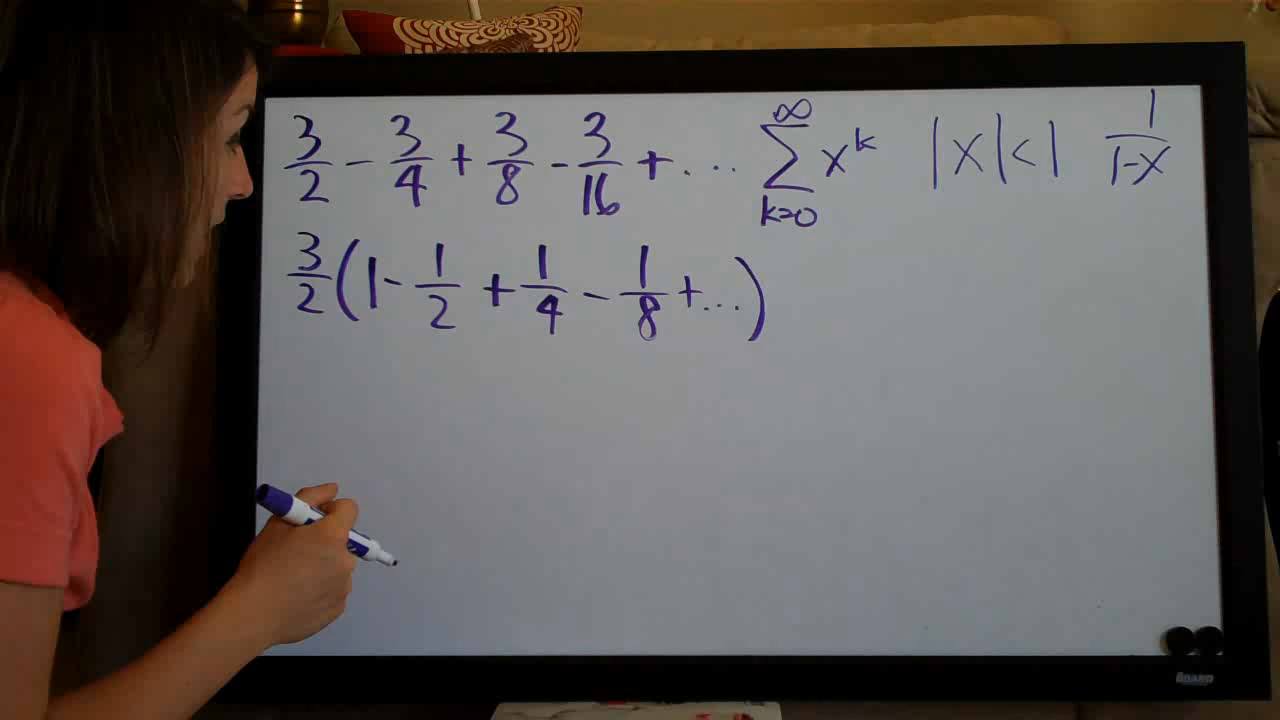 3/2 - 3/4 + 3/8 - 3/16 + ... ∑_{k=0}^{∞} x^k |x|<1 1/(1-x)
3/2 (1 - 1/2 + 1/4 - 1/8 + ...)
BOARD